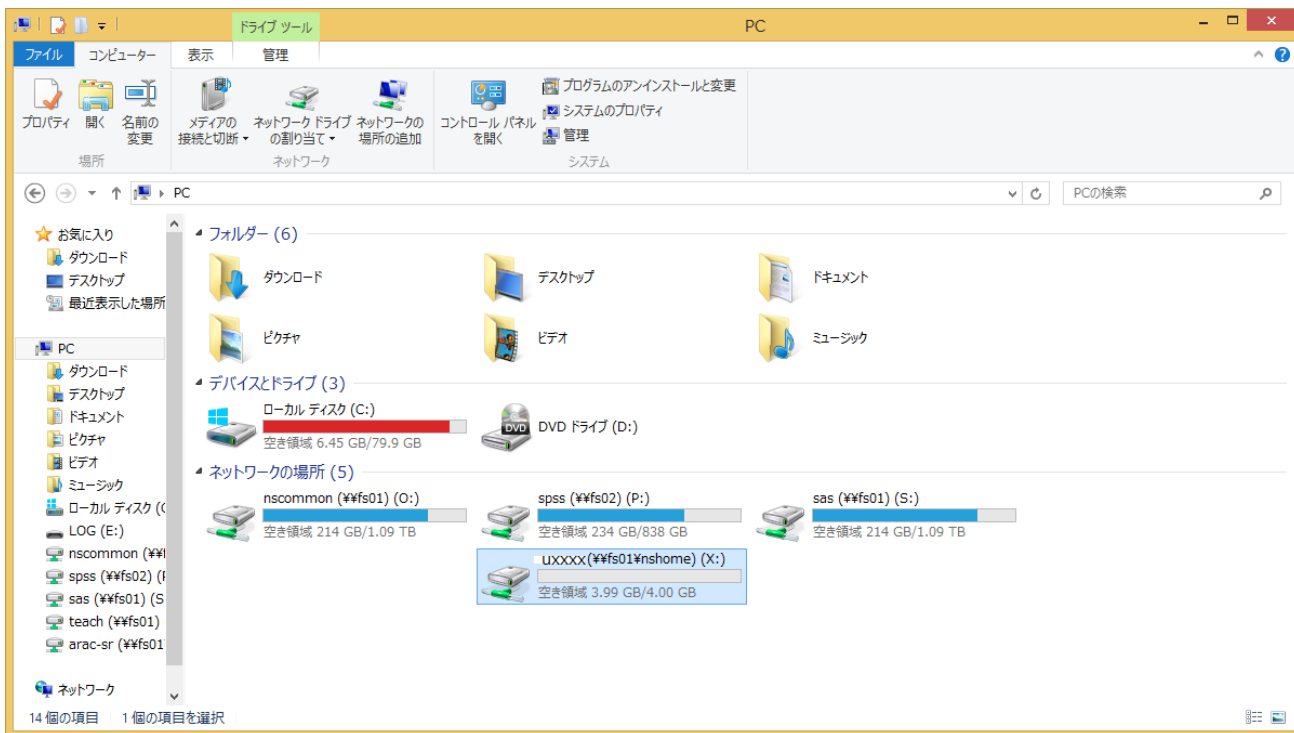 ドライブ ツール
PC
ファイル コンピューター 表示 管理
プロパティ 開く 名前の変更 メディアの接続と切断 ネットワーク ドライブの割り当て ネットワークの場所の追加 コントロール パネルを開く
プログラムのアンインストールと変更
システムのプロパティ
管理
場所 ネットワーク システム
PC PCの検索
お気に入り
ダウンロード
デスクトップ
最近表示した場所
PC
ダウンロード
デスクトップ
ドキュメント
ピクチャ
ビデオ
ミュージック
ローカル ディスク (C
LOG (E:)
nscommon (¥¥f
spss (¥¥fs02) (F
sas (¥¥fs01) (S
teach (¥¥fs01)
arac-sr (¥¥fs01
ネットワーク
フォルダー (6)
ダウンロード デスクトップ ドキュメント
ピクチャ ビデオ ミュージック
デバイスとドライブ (3)
ローカル ディスク (C:)
空き領域 6.45 GB/79.9 GB
DVD ドライブ (D:)
ネットワークの場所 (5)
nscommon (¥¥fs01) (O:)
空き領域 214 GB/1.09 TB
spss (¥¥fs02) (P:)
空き領域 234 GB/838 GB
sas (¥¥fs01) (S:)
空き領域 214 GB/1.09 TB
uxxxx(¥¥fs01¥nshome) (X:)
空き領域 3.99 GB/4.00 GB
14 個の項目 1 個の項目を選択